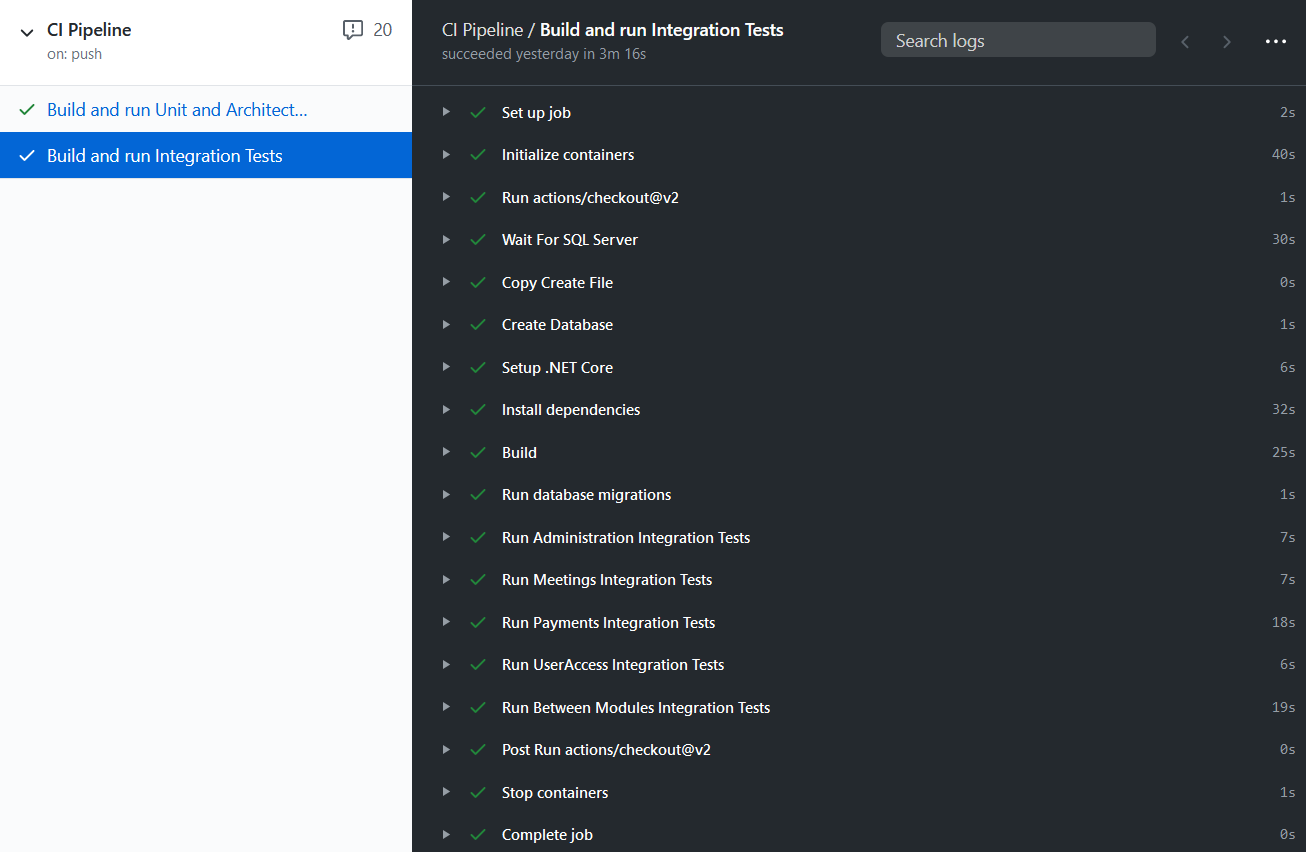 CI Pipeline
20
on: push
Build and run Unit and Architect...
Build and run Integration Tests
CI Pipeline / Build and run Integration Tests
succeeded yesterday in 3m 16s
Search logs
Set up job 2s
Initialize containers 40s
Run actions/checkout@v2 1s
Wait For SQL Server 30s
Copy Create File 0s
Create Database 1s
Setup .NET Core 6s
Install dependencies 32s
Build 25s
Run database migrations 1s
Run Administration Integration Tests 7s
Run Meetings Integration Tests 7s
Run Payments Integration Tests 18s
Run UserAccess Integration Tests 6s
Run Between Modules Integration Tests 19s
Post Run actions/checkout@v2 0s
Stop containers 1s
Complete job 0s